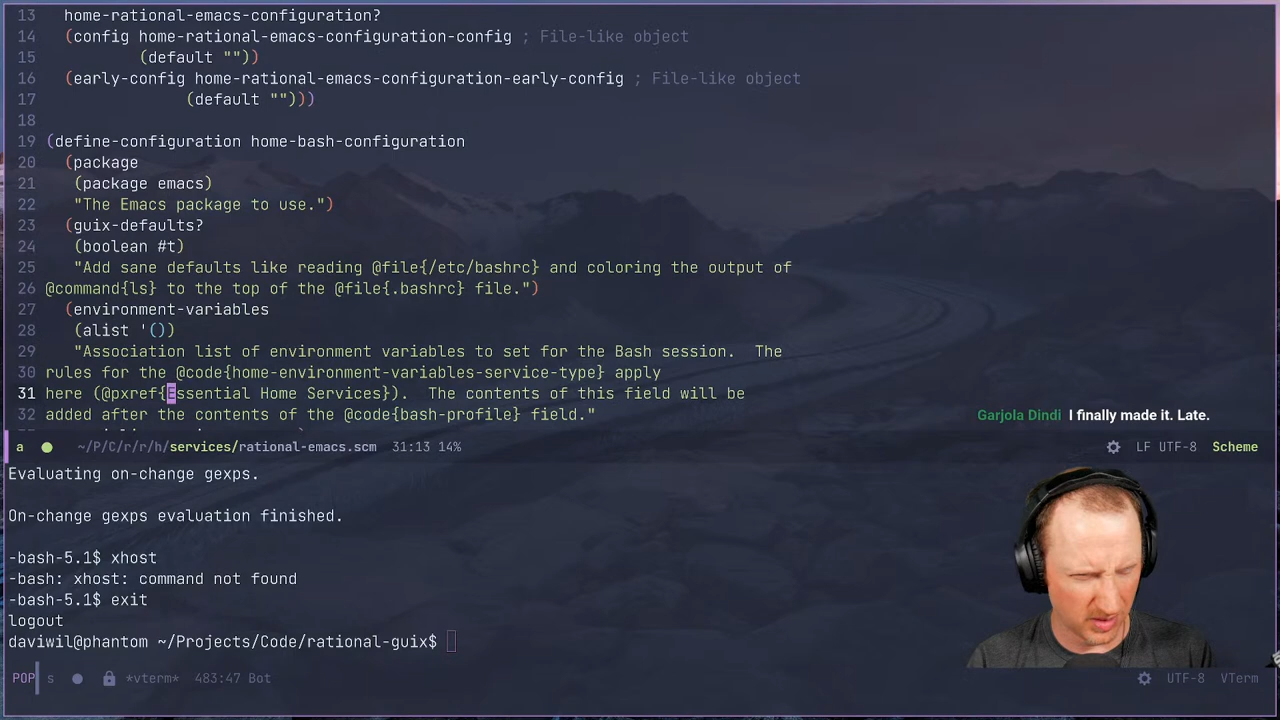 13   home-rational-emacs-configuration?
14   (config home-rational-emacs-configuration-config ; File-like object
15           (default ""))
16   (early-config home-rational-emacs-configuration-early-config ; File-like object
17                (default "")))
18
19 (define-configuration home-bash-configuration
20   (package
21    (package emacs)
22    "The Emacs package to use.")
23   (guix-defaults?
24    (boolean #t)
25    "Add sane defaults like reading @file{/etc/bashrc} and coloring the output of
26 @command{ls} to the top of the @file{.bashrc} file.")
27   (environment-variables
28    (alist '())
29    "Association list of environment variables to set for the Bash session.  The
30 rules for the @code{home-environment-variables-service-type} apply
31 here (@pxref{Essential Home Services}).  The contents of this field will be
32 added after the contents of the @code{bash-profile} field."
Garjola Dindi I finally made it. Late.
a ~/P/C/r/r/h/services/rational-emacs.scm 31:13 14% LF UTF-8 Scheme
Evaluating on-change gexps.
On-change gexps evaluation finished.
-bash-5.1$ xhost
-bash: xhost: command not found
-bash-5.1$ exit
logout
daviwil@phantom ~/Projects/Code/rational-guix$
POP s *vterm* 483:47 Bot UTF-8 VTerm